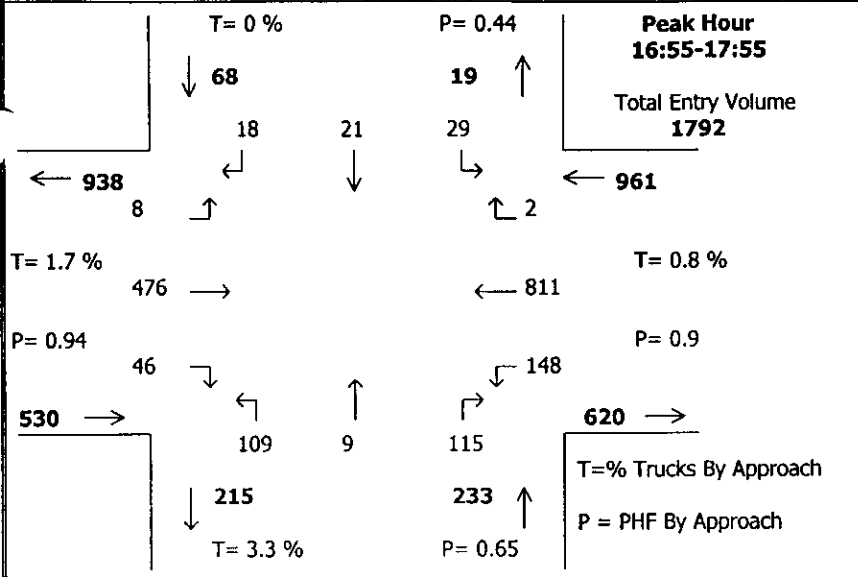 T= 0 %
P= 0.44
Peak Hour
16:55-17:55
68
19
Total Entry Volume
1792
18
21
29
938
961
8
2
T= 1.7 %
T= 0.8 %
476
811
P= 0.94
P= 0.9
46
148
530
620
109
9
115
T=% Trucks By Approach
215
233
P = PHF By Approach
T= 3.3 %
P= 0.65